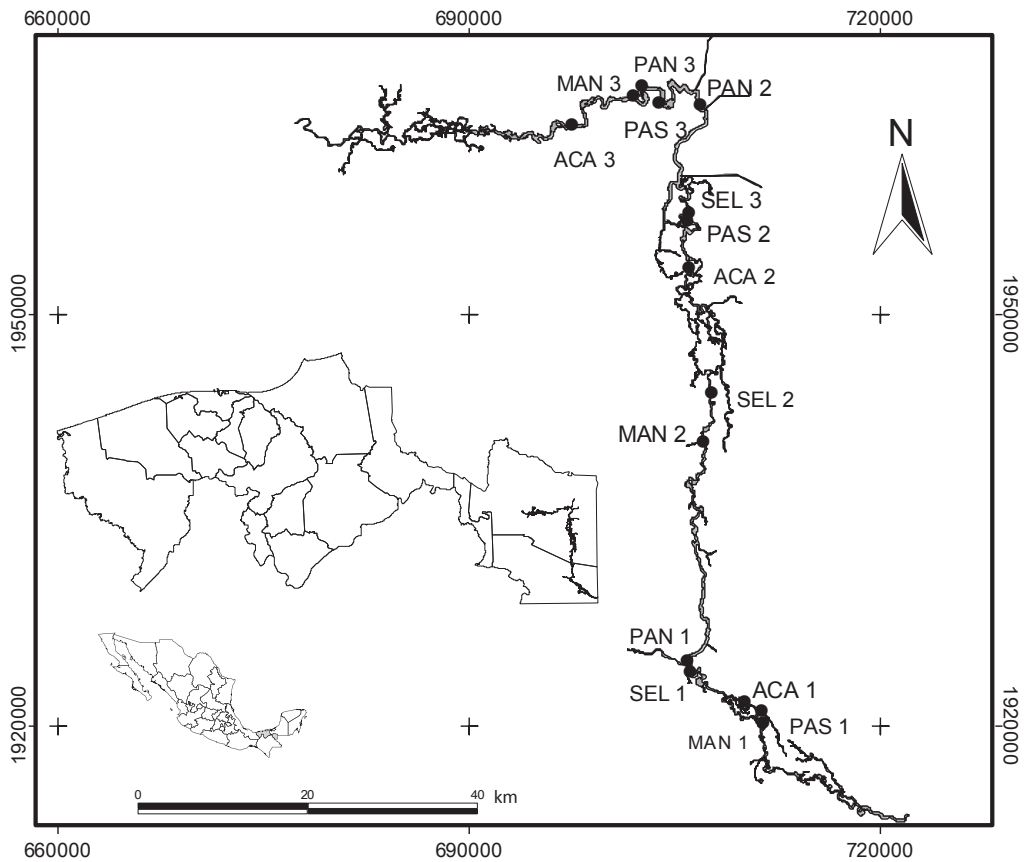 660000 690000 720000
PAN 3
MAN 3
PAN 2
PAS 3
ACA 3
N
SEL 3
PAS 2
ACA 2
1950000 1950000
SEL 2
MAN 2
PAN 1
SEL 1
ACA 1
PAS 1
MAN 1
1920000 1920000
0 20 40 km
660000 690000 720000